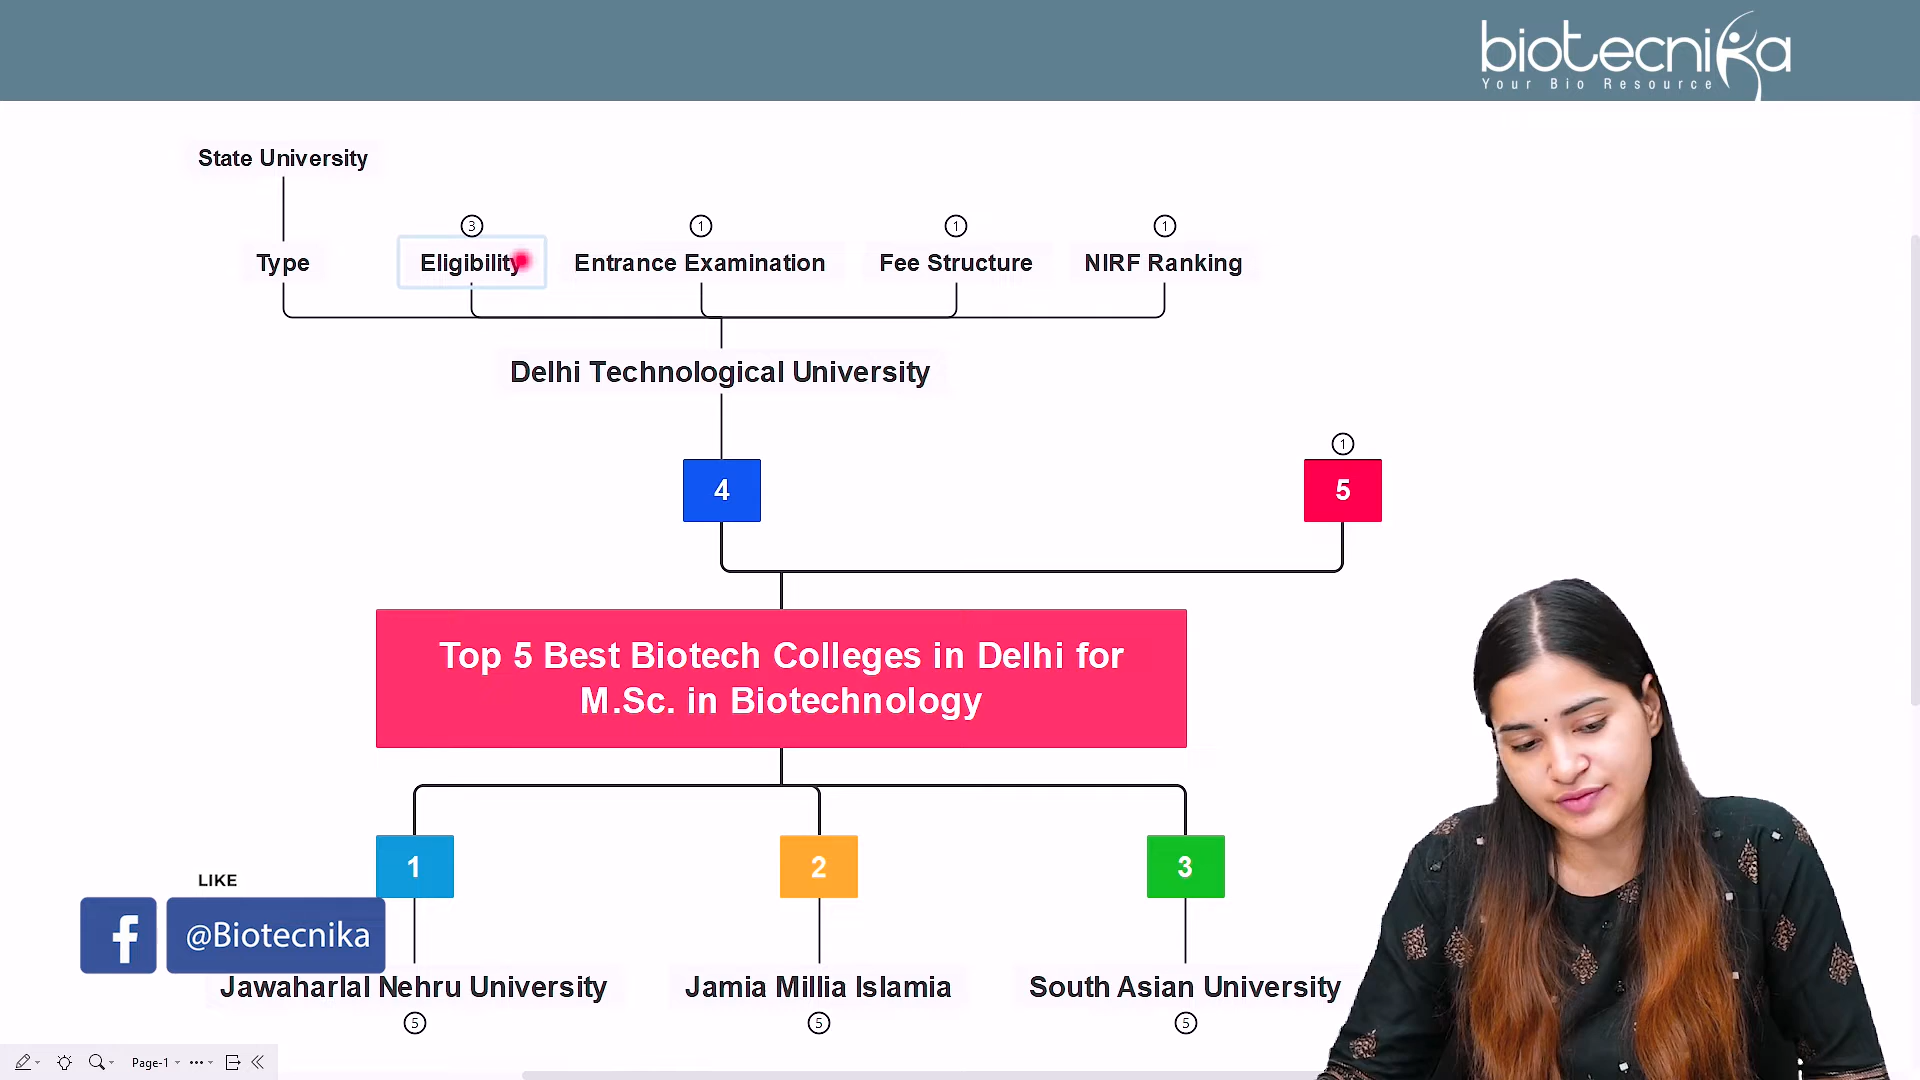 biotecnika
Your Bio Resource
State University
3
1
1
1
Type
Eligibility
Entrance Examination
Fee Structure
NIRF Ranking
Delhi Technological University
1
4
5
Top 5 Best Biotech Colleges in Delhi for
M.Sc. in Biotechnology
1
2
3
LIKE
f
@Biotecnika
Jawaharlal Nehru University
Jamia Millia Islamia
South Asian University
5
5
5
Page-1